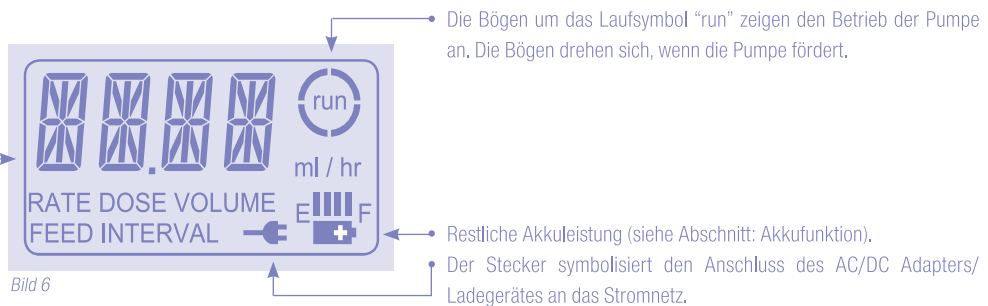 Die Bögen um das Laufsymbol “run” zeigen den Betrieb der Pumpe
an. Die Bögen drehen sich, wenn die Pumpe fördert.
run
ml / hr
RATE DOSE VOLUME
FEED INTERVAL
E F
Restliche Akkuleistung (siehe Abschnitt: Akkufunktion).
Der Stecker symbolisiert den Anschluss des AC/DC Adapters/
Ladegerätes an das Stromnetz.
Bild 6